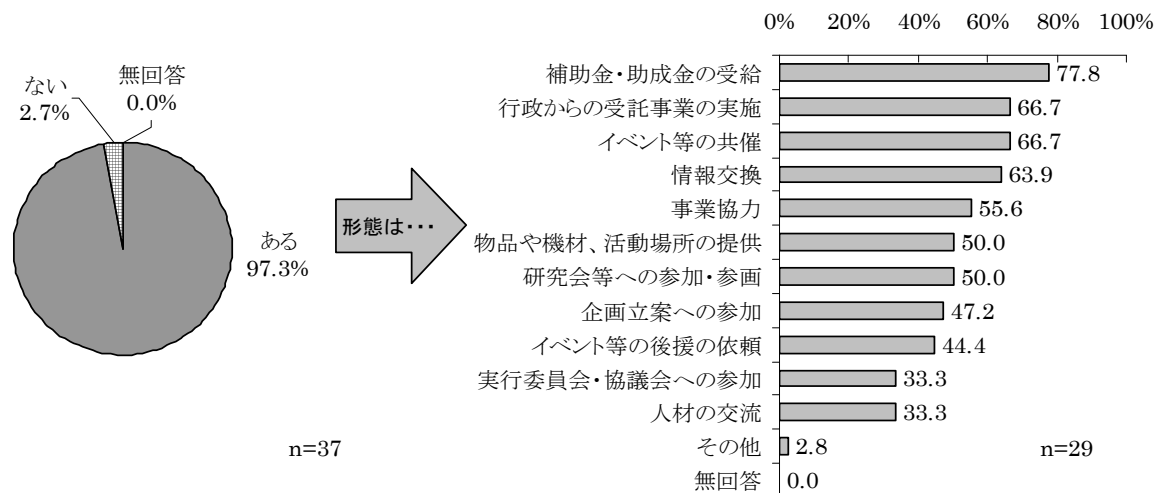 ない
2.7%
無回答
0.0%
ある
97.3%
n=37
形態は・・・
0% 20% 40% 60% 80% 100%
補助金・助成金の受給 77.8
行政からの受託事業の実施 66.7
イベント等の共催 66.7
情報交換 63.9
事業協力 55.6
物品や機材、活動場所の提供 50.0
研究会等への参加・参画 50.0
企画立案への参加 47.2
イベント等の後援の依頼 44.4
実行委員会・協議会への参加 33.3
人材の交流 33.3
その他 2.8
無回答 0.0
n=29